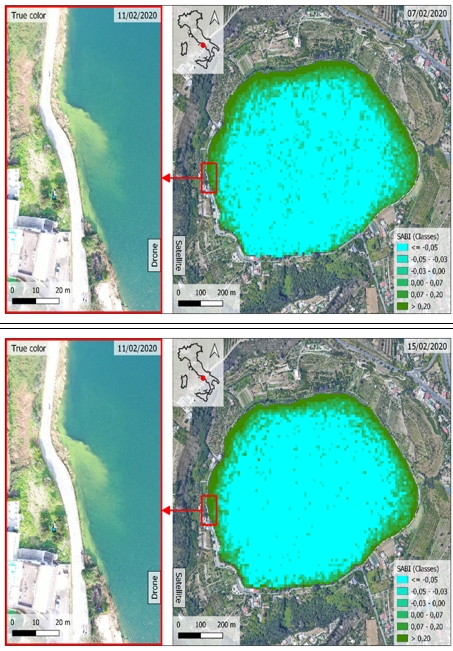 True color
11/02/2020
07/02/2020
Drone
Satellite
SABI (Classes)
<= -0,05
-0,05 - -0,03
-0,03 - 0,00
0,00 - 0,07
0,07 - 0,20
> 0,20
0 10 20 m
0 100 200 m
True color
11/02/2020
15/02/2020
Drone
Satellite
SABI (Classes)
<= -0,05
-0,05 - -0,03
-0,03 - 0,00
0,00 - 0,07
0,07 - 0,20
> 0,20
0 10 20 m
0 100 200 m